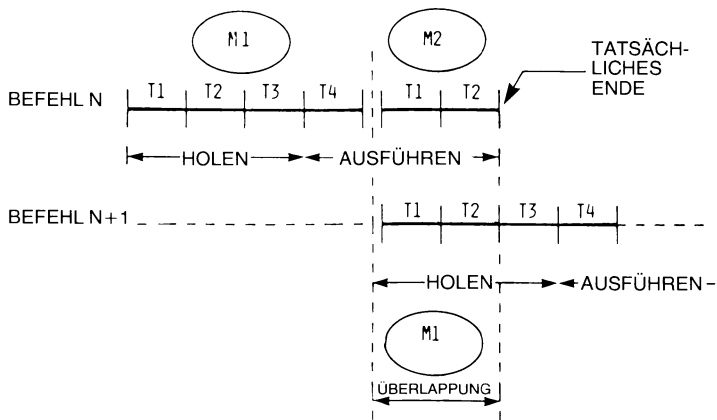 M1
M2
TATSÄCH-
LICHES
ENDE
BEFEHL N
T1 T2 T3 T4 T1 T2
HOLEN AUSFÜHREN
BEFEHL N+1
T1 T2 T3 T4
HOLEN AUSFÜHREN
M1
ÜBERLAPPUNG